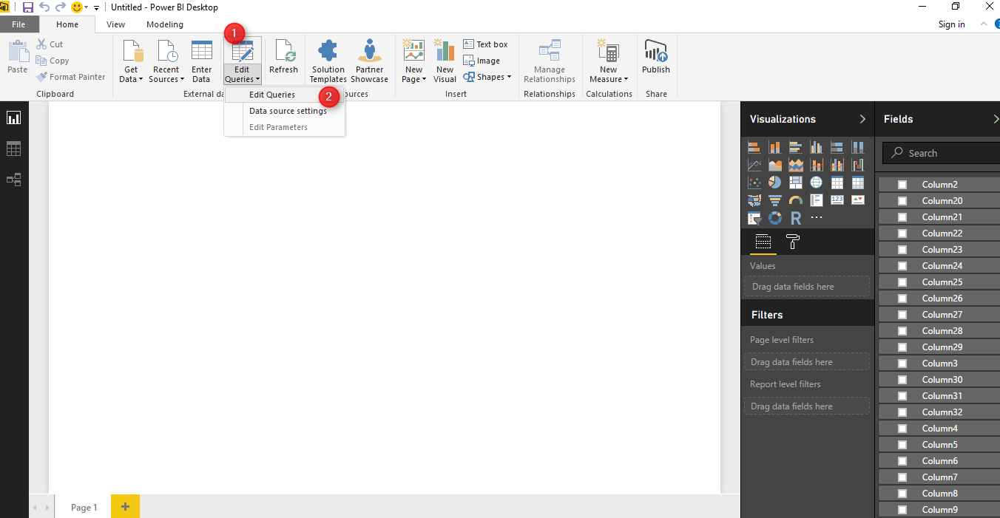 Untitled - Power BI Desktop
File Home View Modeling Sign in
Paste
Cut
Copy
Format Painter
Clipboard
Get Data
Recent Sources
Enter Data
1
Edit Queries
Refresh
External da
Solution Templates
Partner Showcase
ources
New Page
New Visual
Text box
Image
Shapes
Insert
Manage Relationships
Relationships
New Measure
Calculations
Publish
Share
Edit Queries
2
Data source settings
Edit Parameters
Visualizations
R
123
Values
Drag data fields here
Filters
Page level filters
Drag data fields here
Report level filters
Drag data fields here
Fields
Search
Column2
Column20
Column21
Column22
Column23
Column24
Column25
Column26
Column27
Column28
Column29
Column3
Column30
Column31
Column32
Column4
Column5
Column6
Column7
Column8
Column9
Page 1